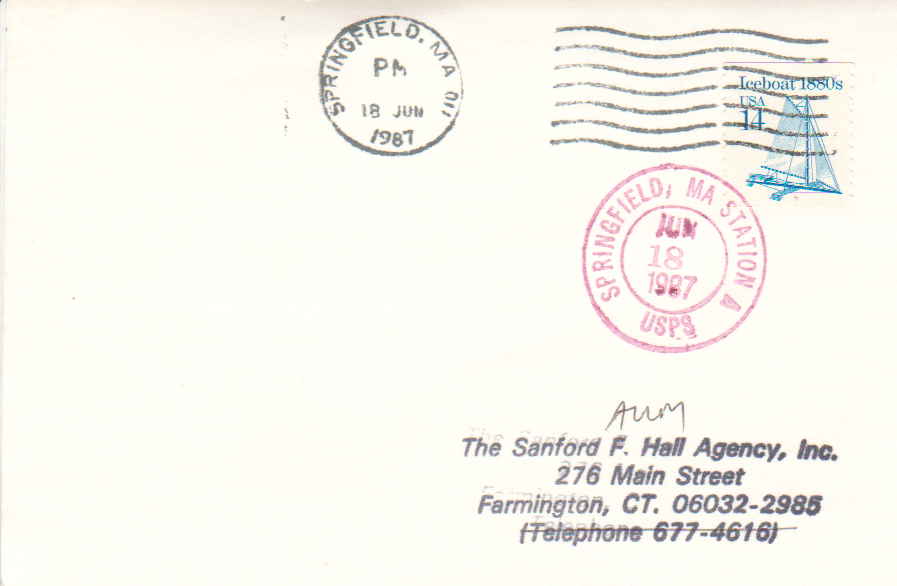 SPRINGFIELD, MA 011
PM
18 JUN
1987
Iceboat 1880s
USA
14
SPRINGFIELD, MA STATION A
JUN
18
1987
USPS
The Sanford F. Hall Agency, Inc.
276 Main Street
Farmington, CT. 06032-2985
(Telephone 677-4616)